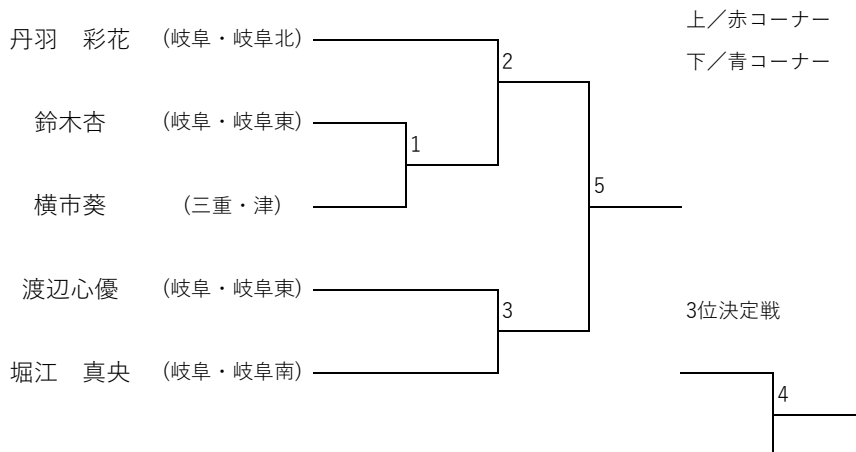 上／赤コーナー
丹羽　彩花　(岐阜・岐阜北)
2
下／青コーナー
鈴木杏　(岐阜・岐阜東)
1
横市葵　(三重・津)
5
渡辺心優　(岐阜・岐阜東)
3
3位決定戦
堀江　真央　(岐阜・岐阜南)
4